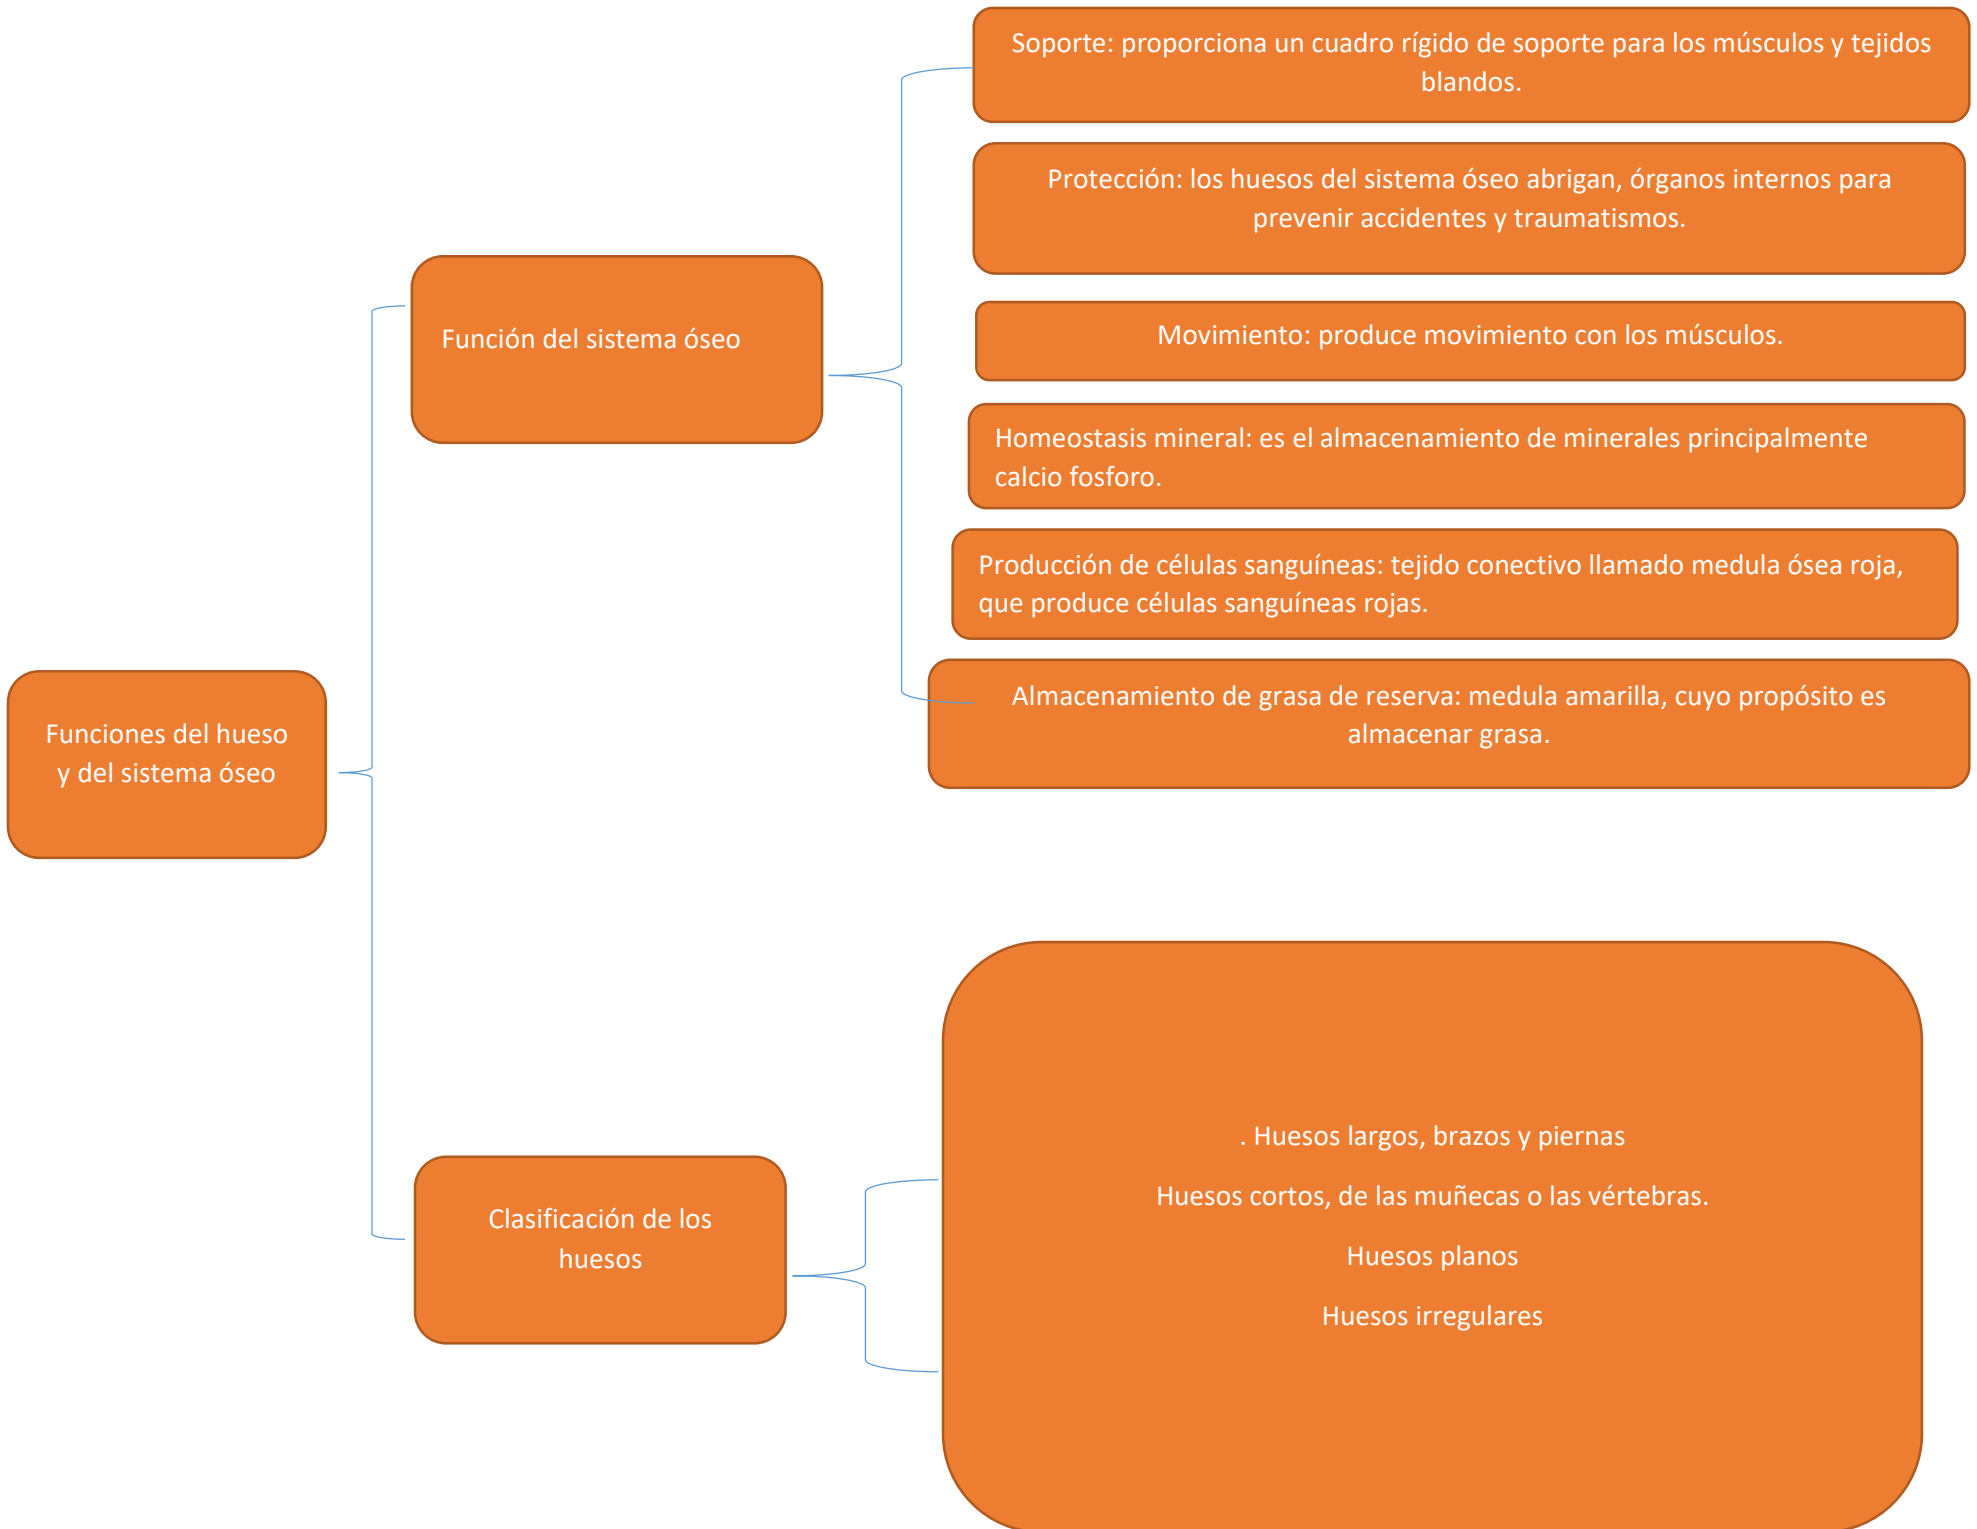 Soporte: proporciona un cuadro rígido de soporte para los músculos y tejidos
blandos.
Protección: los huesos del sistema óseo abrigan, órganos internos para
prevenir accidentes y traumatismos.
Función del sistema óseo
Movimiento: produce movimiento con los músculos.
Homeostasis mineral: es el almacenamiento de minerales principalmente
calcio fosforo.
Producción de células sanguíneas: tejido conectivo llamado medula ósea roja,
que produce células sanguíneas rojas.
Almacenamiento de grasa de reserva: medula amarilla, cuyo propósito es
almacenar grasa.
Funciones del hueso
y del sistema óseo
Clasificación de los
huesos
. Huesos largos, brazos y piernas
Huesos cortos, de las muñecas o las vértebras.
Huesos planos
Huesos irregulares